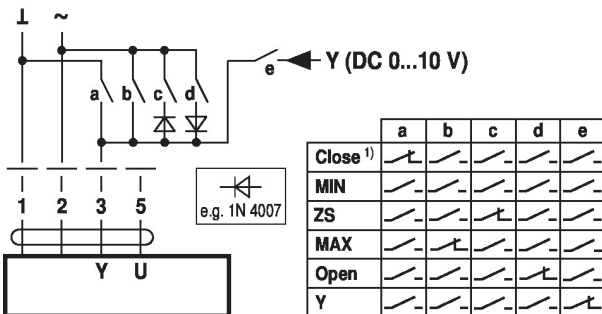 ⊥ ~
e Y (DC 0...10 V)
a b c d
1 2 3 5
e.g. 1N 4007
Y U
a b c d e
Close 1)
MIN
ZS
MAX
Open
Y